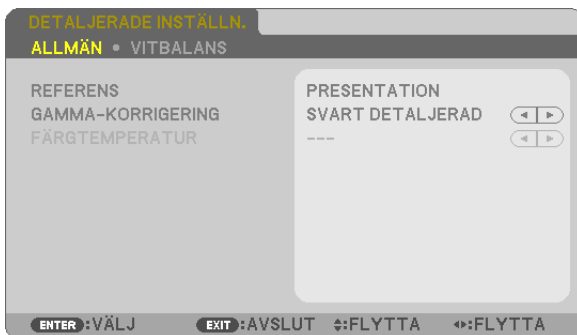 DETALJERADE INSTÄLLN.
ALLMÄN • VITBALANS
REFERENS PRESENTATION
GAMMA-KORRIGERING SVART DETALJERAD
FÄRGTEMPERATUR ---
ENTER :VÄLJ EXIT :AVSLUT :FLYTTA :FLYTTA